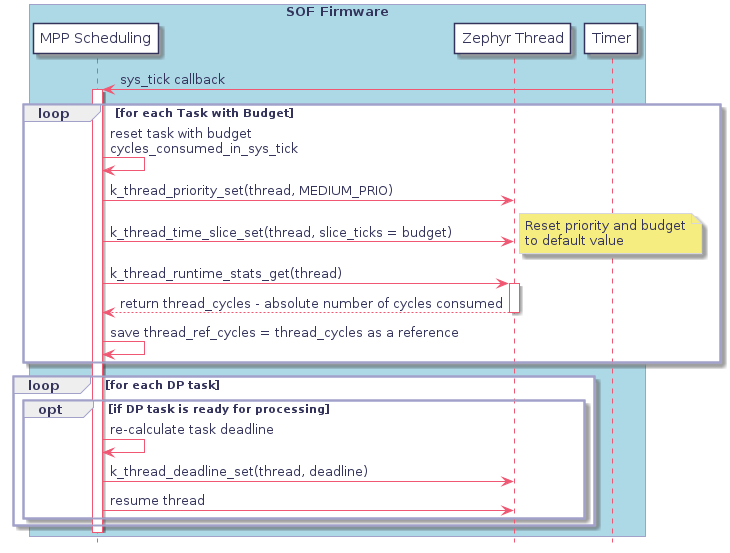 SOF Firmware
MPP Scheduling
Zephyr Thread
Timer
sys_tick callback
loop
[for each Task with Budget]
reset task with budget
cycles_consumed_in_sys_tick
k_thread_priority_set(thread, MEDIUM_PRIO)
k_thread_time_slice_set(thread, slice_ticks = budget)
Reset priority and budget
to default value
k_thread_runtime_stats_get(thread)
return thread_cycles - absolute number of cycles consumed
save thread_ref_cycles = thread_cycles as a reference
loop
[for each DP task]
opt
[if DP task is ready for processing]
re-calculate task deadline
k_thread_deadline_set(thread, deadline)
resume thread